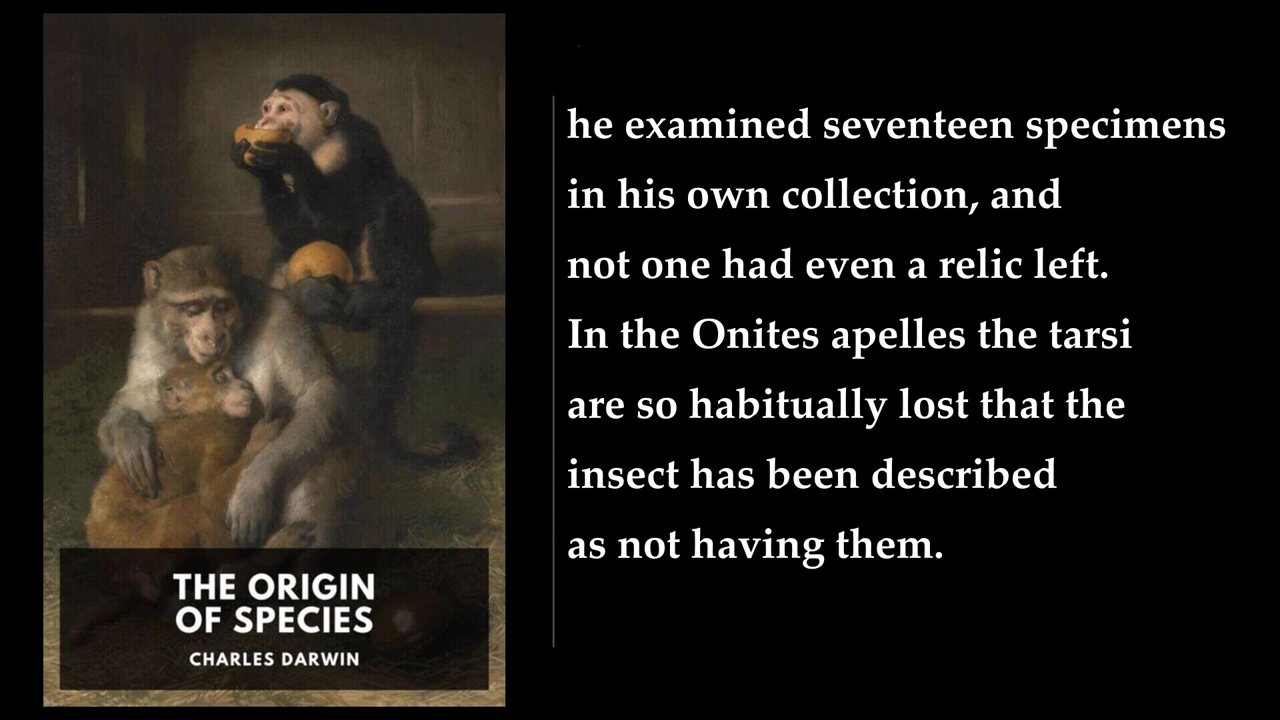 he examined seventeen specimens
in his own collection, and
not one had even a relic left.
In the Onites apelles the tarsi
are so habitually lost that the
insect has been described
as not having them.
THE ORIGIN
OF SPECIES
CHARLES DARWIN